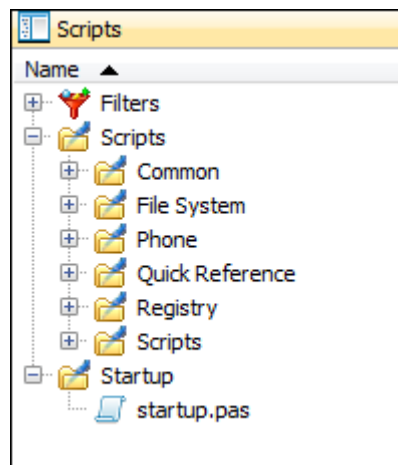 Scripts
Name
Filters
Scripts
Common
File System
Phone
Quick Reference
Registry
Scripts
Startup
startup.pas